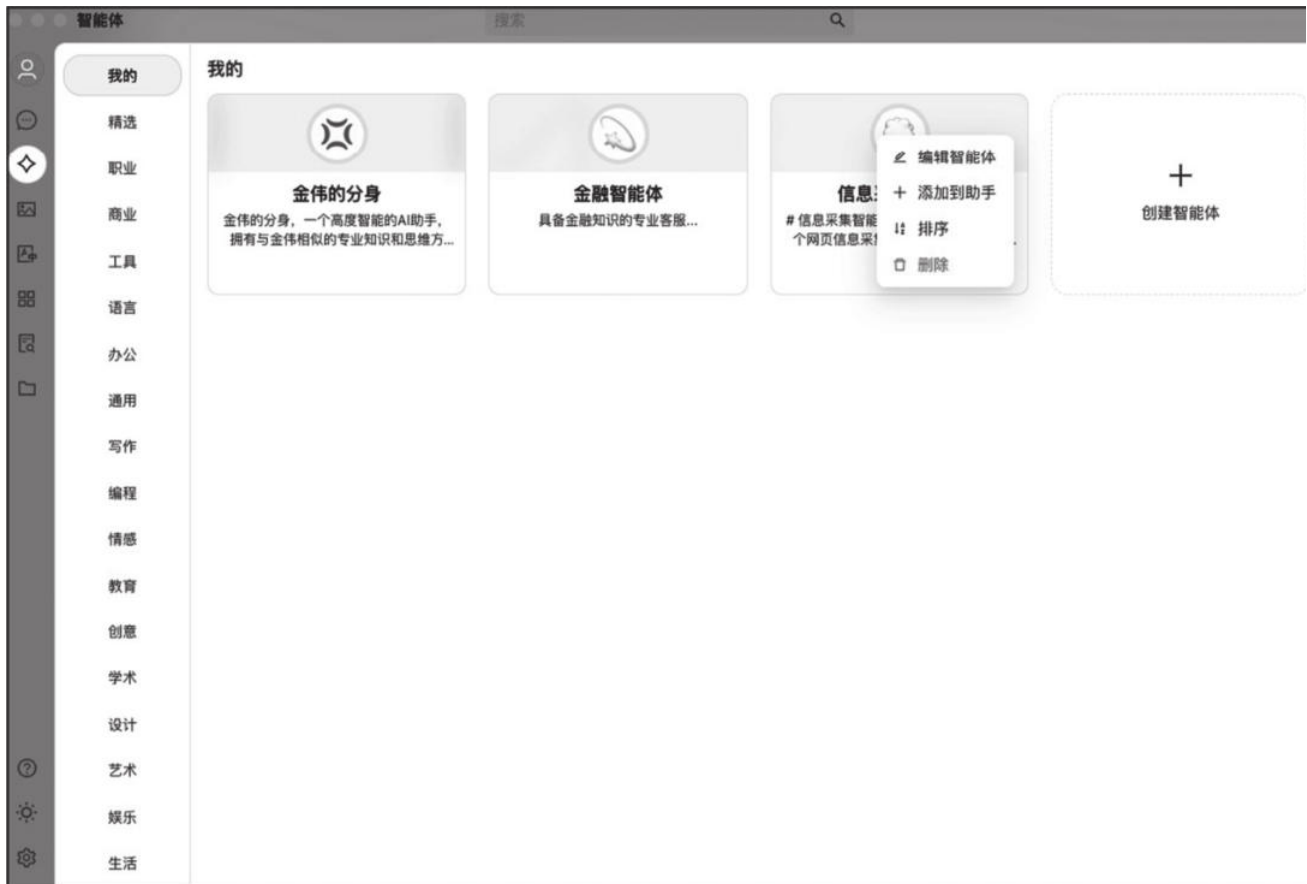 智能体
搜索
我的
精选
职业
商业
工具
语言
办公
通用
写作
编程
情感
教育
创意
学术
设计
艺术
娱乐
生活
我的
金伟的分身
金伟的分身，一个高度智能的AI助手，
拥有与金伟相似的专业知识和思维方...
金融智能体
具备金融知识的专业客服...
信息
# 信息采集智能
个网页信息采
编辑智能体
添加到助手
排序
删除
创建智能体